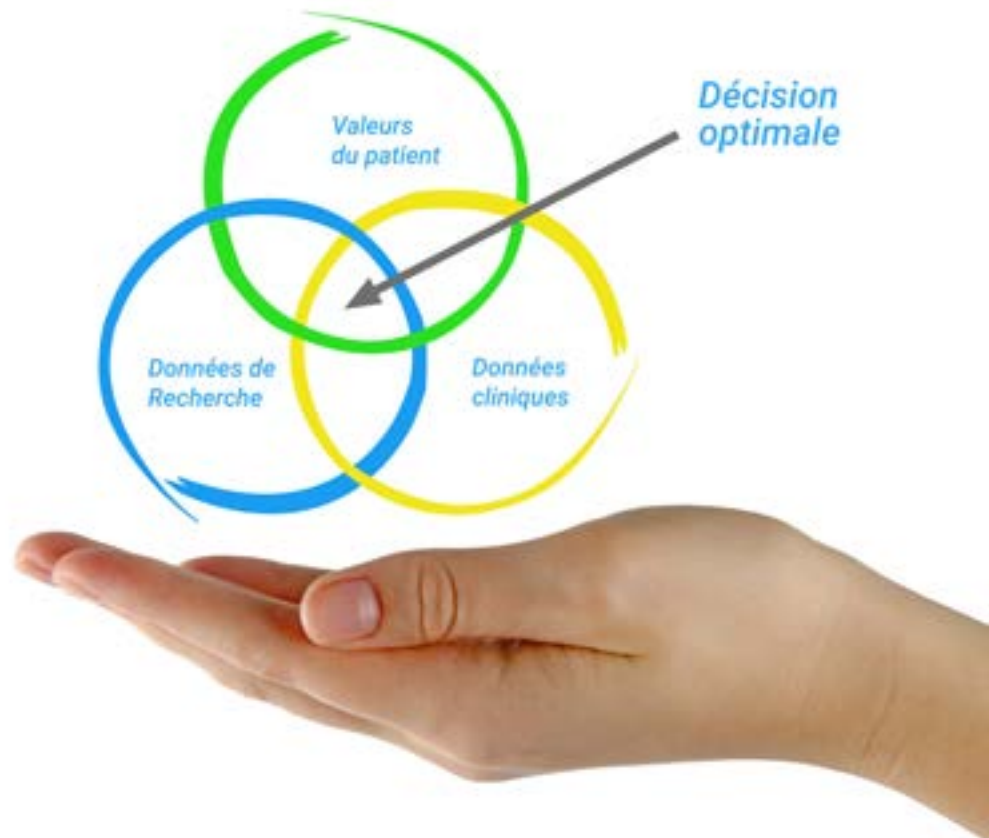 Valeurs
du patient
Décision
optimale
Données de
Recherche
Données
cliniques